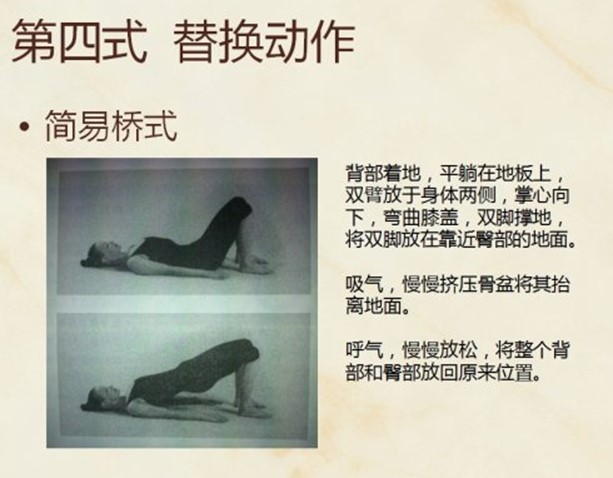 第四式 替换动作
• 简易桥式
背部着地，平躺在地板上，
双臂放于身体两侧，掌心向
下，弯曲膝盖，双脚撑地，
将双脚放在靠近臀部的地面。
吸气，慢慢挤压骨盆将其抬
离地面。
呼气，慢慢放松，将整个背
部和臀部放回原来位置。